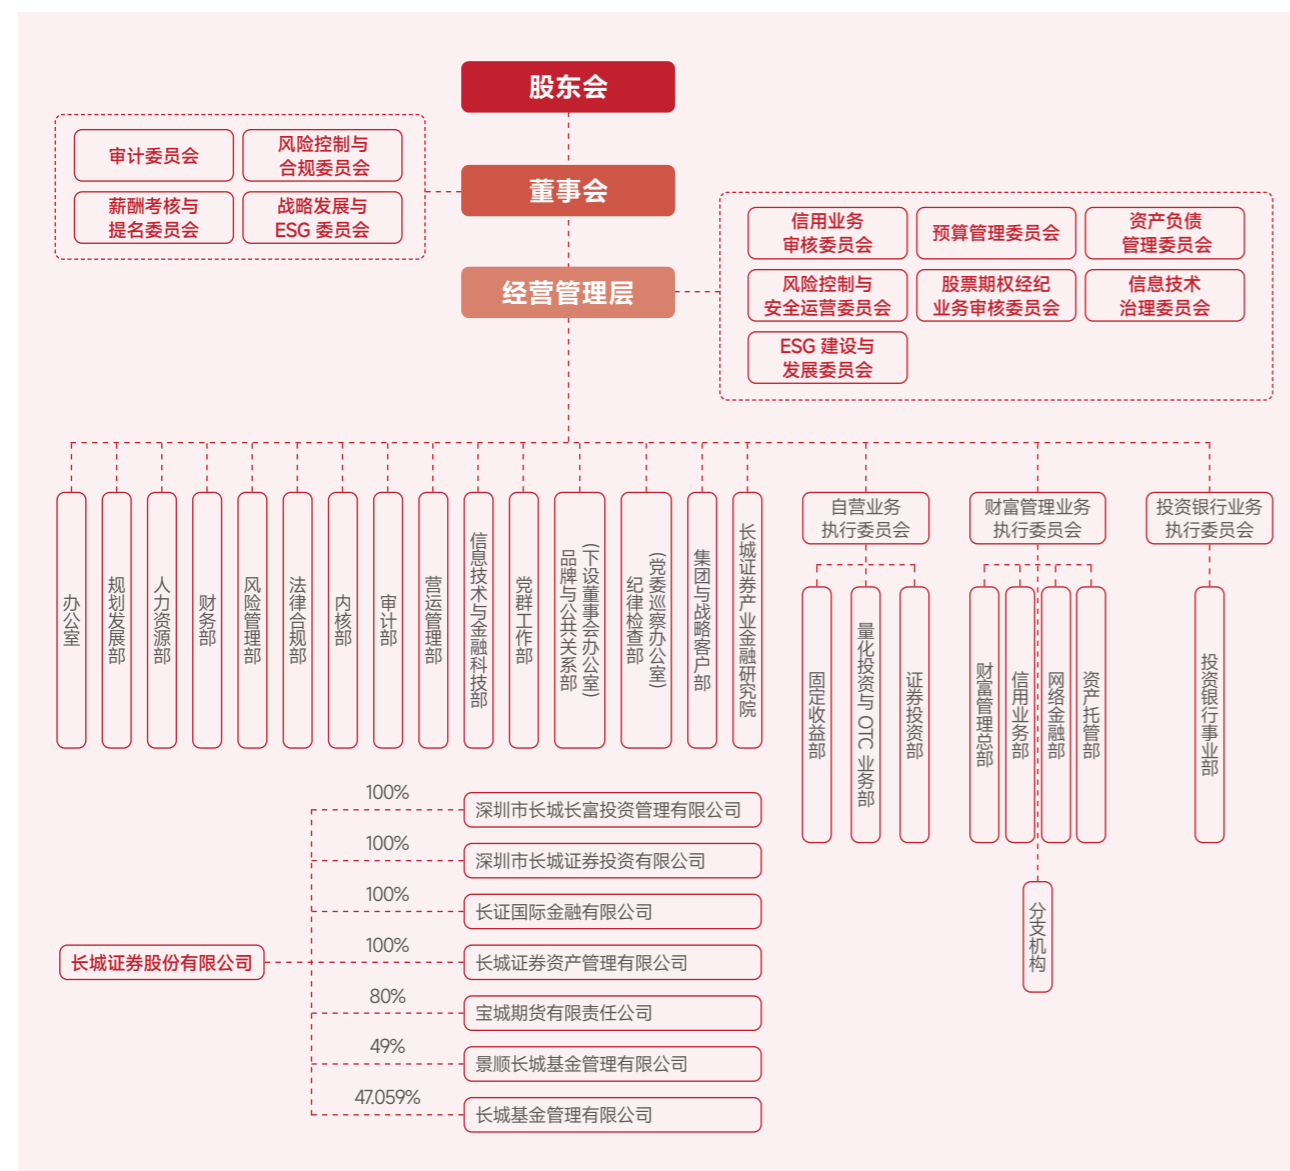 股东会
审计委员会
风险控制与
合规委员会
董事会
薪酬考核与
提名委员会
战略发展与
ESG 委员会
经营管理层
信用业务
审核委员会
预算管理委员会
资产负债
管理委员会
风险控制与
安全运营委员会
股票期权经纪
业务审核委员会
信息技术
治理委员会
ESG 建设与
发展委员会
办公室
规划发展部
人力资源部
财务部
风险管理部
法律合规部
内核部
审计部
营运管理部
信息技术与金融科技部
党群工作部
品牌与公共关系部
(下设董事会办公室)
纪律检查部
(党委巡察办公室)
集团与战略客户部
长城证券产业金融研究院
自营业务
执行委员会
固定收益部
量化投资与 OTC 业务部
证券投资部
财富管理业务
执行委员会
财富管理总部
信用业务部
网络金融部
资产托管部
分支机构
投资银行业务
执行委员会
投资银行事业部
长城证券股份有限公司
100%
深圳市长城长富投资管理有限公司
100%
深圳市长城证券投资有限公司
100%
长证国际金融有限公司
100%
长城证券资产管理有限公司
80%
宝城期货有限责任公司
49%
景顺长城基金管理有限公司
47.059%
长城基金管理有限公司